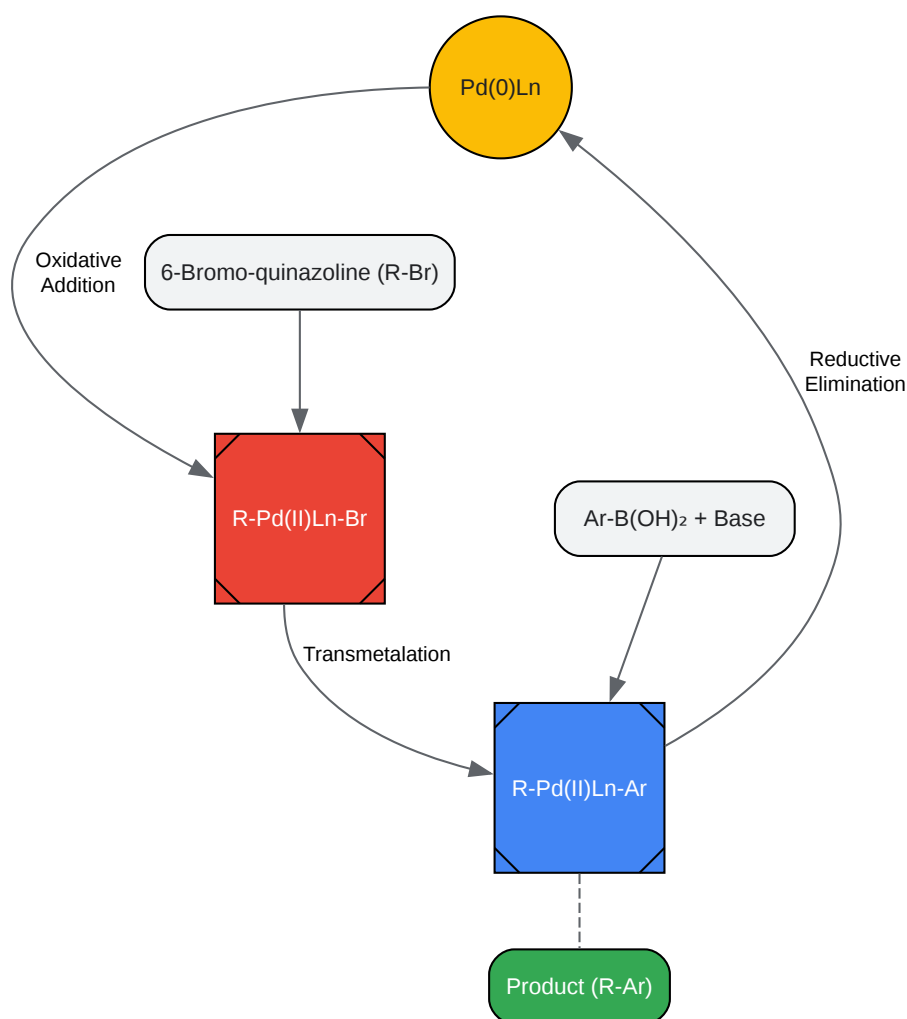 Pd(0)Ln
Oxidative
Addition
6-Bromo-quinazoline (R-Br)
Reductive
Elimination
R-Pd(II)Ln-Br
Ar-B(OH)₂ + Base
Transmetalation
R-Pd(II)Ln-Ar
Product (R-Ar)